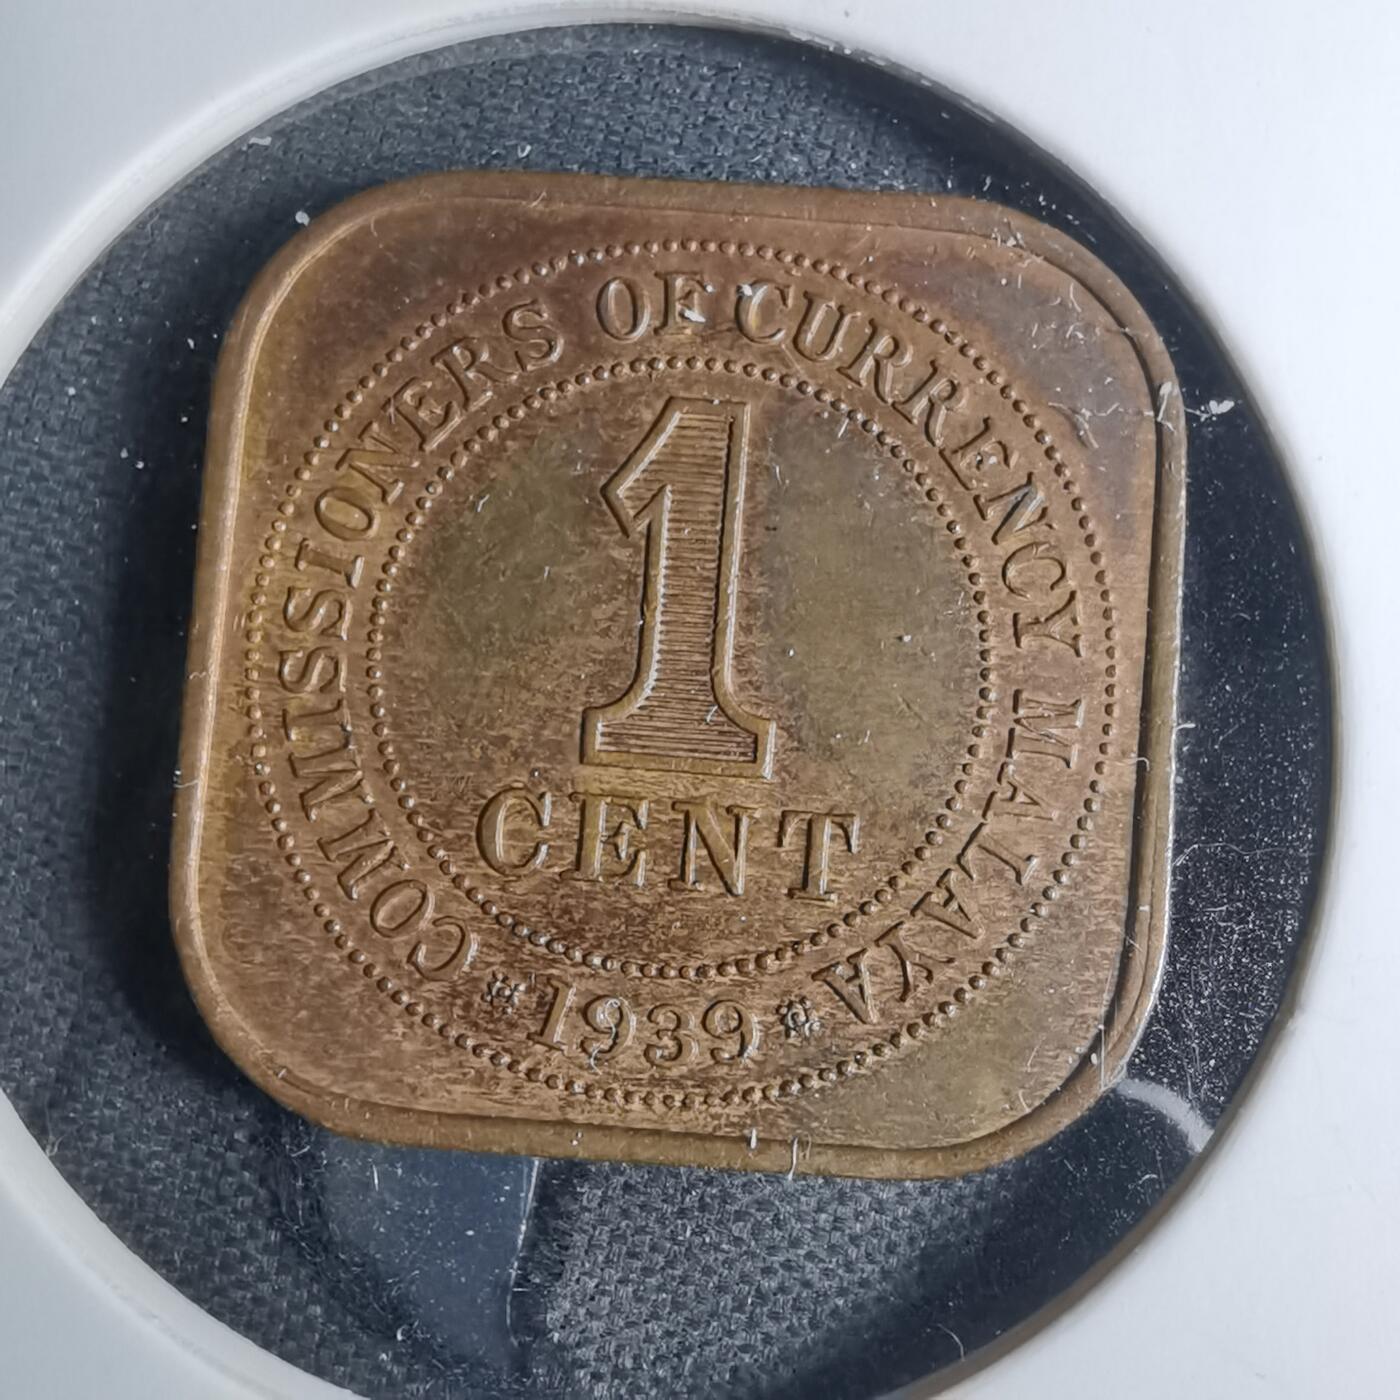 COMMISSIONERS OF CURRENCY MALAYA
1
CENT
* 1939 *